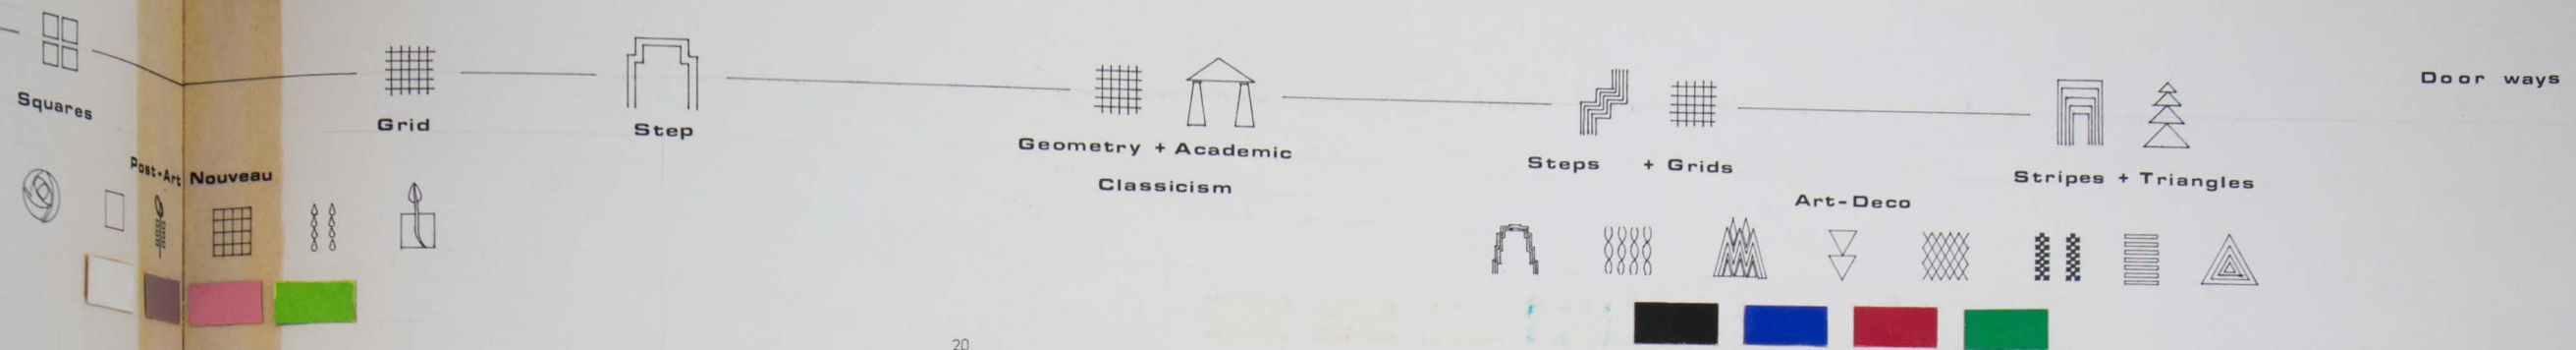 Squares
Grid
Step
Geometry + Academic
Classicism
Steps + Grids
Stripes + Triangles
Door ways
Post-Art Nouveau
Art-Deco
20